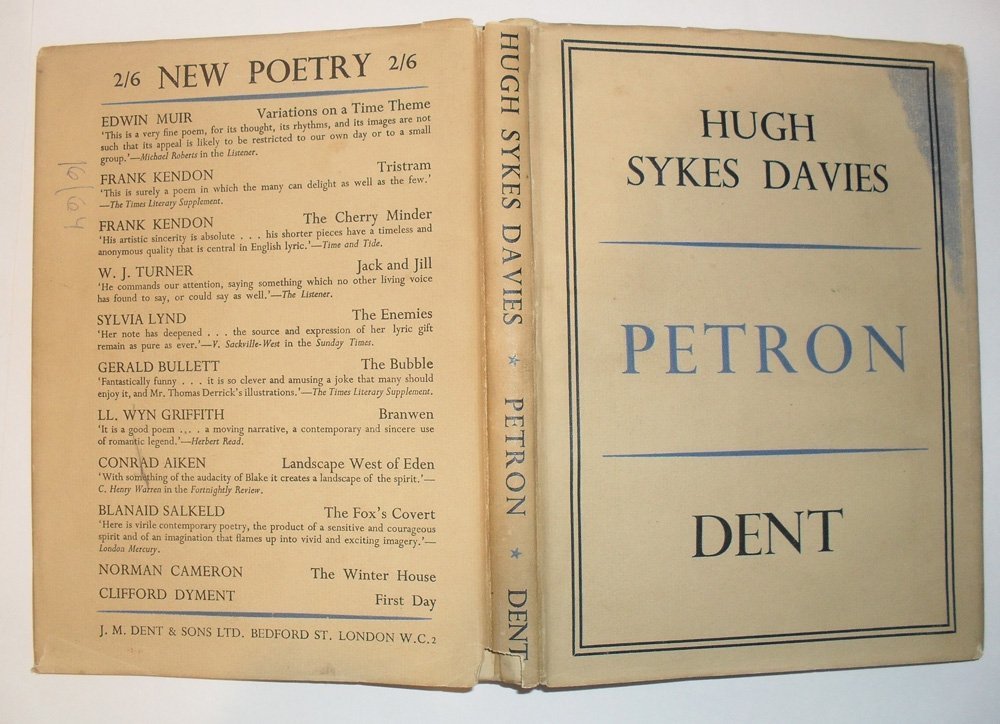 2/6 NEW POETRY 2/6
EDWIN MUIR Variations on a Time Theme
'This is a very fine poem, for its thought, its rhythms, and its images are not
such that its appeal is likely to be restricted to our own day or to a small
group.'—Michael Roberts in the Listener.
FRANK KENDON Tristram
'This is surely a poem in which the many can delight as well as the few.'
—The Times Literary Supplement.
FRANK KENDON The Cherry Minder
'His artistic sincerity is absolute . . . his shorter pieces have a timeless and
anonymous quality that is central in English lyric.'—Time and Tide.
W. J. TURNER Jack and Jill
'He commands our attention, saying something which no other living voice
has found to say, or could say as well.'—The Listener.
SYLVIA LYND The Enemies
'Her note has deepened . . . the source and expression of her lyric gift
remain as pure as ever.'—V. Sackville-West in the Sunday Times.
GERALD BULLETT The Bubble
'Fantastically funny . . . it is so clever and amusing a joke that many should
enjoy it, and Mr. Thomas Derrick's illustrations.'—The Times Literary Supplement.
LL. WYN GRIFFITH Branwen
'It is a good poem . . . a moving narrative, a contemporary and sincere use
of romantic legend.'—Herbert Read.
CONRAD AIKEN Landscape West of Eden
'With something of the audacity of Blake it creates a landscape of the spirit.'—
C. Henry Warren in the Fortnightly Review.
BLANAID SALKELD The Fox's Covert
'Here is virile contemporary poetry, the product of a sensitive and courageous
spirit and of an imagination that flames up into vivid and exciting imagery.'—
London Mercury.
NORMAN CAMERON The Winter House
CLIFFORD DYMENT First Day
J. M. DENT & SONS LTD. BEDFORD ST. LONDON W.C.2
HUGH SYKES DAVIES * PETRON * DENT
HUGH
SYKES DAVIES
PETRON
DENT